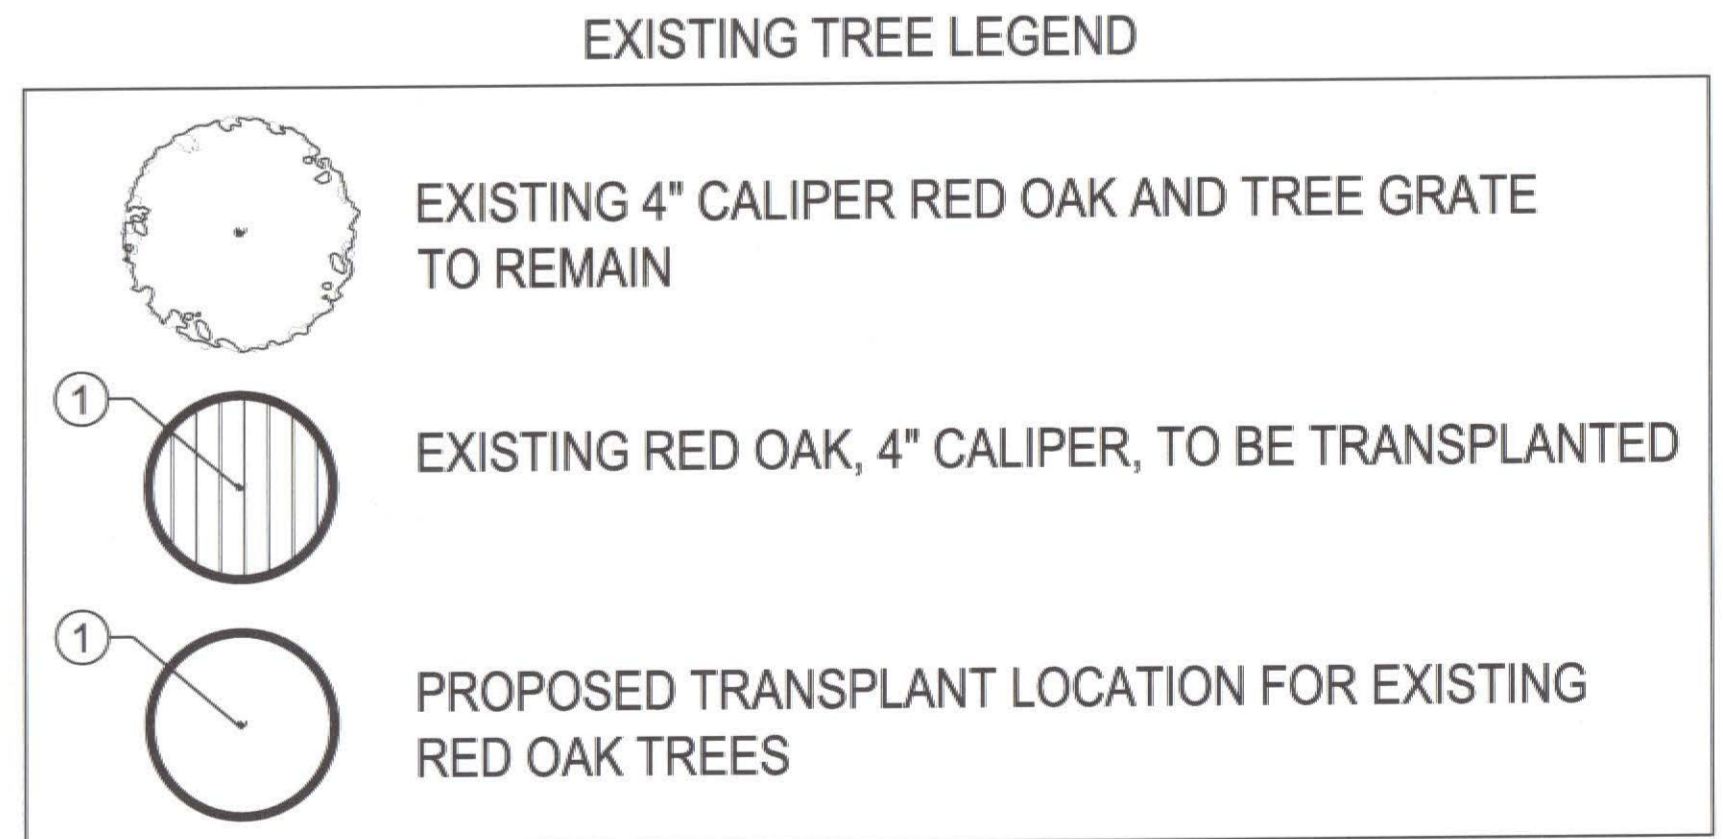 EXISTING TREE LEGEND
EXISTING 4" CALIPER RED OAK AND TREE GRATE
TO REMAIN
1
EXISTING RED OAK, 4" CALIPER, TO BE TRANSPLANTED
1
PROPOSED TRANSPLANT LOCATION FOR EXISTING
RED OAK TREES